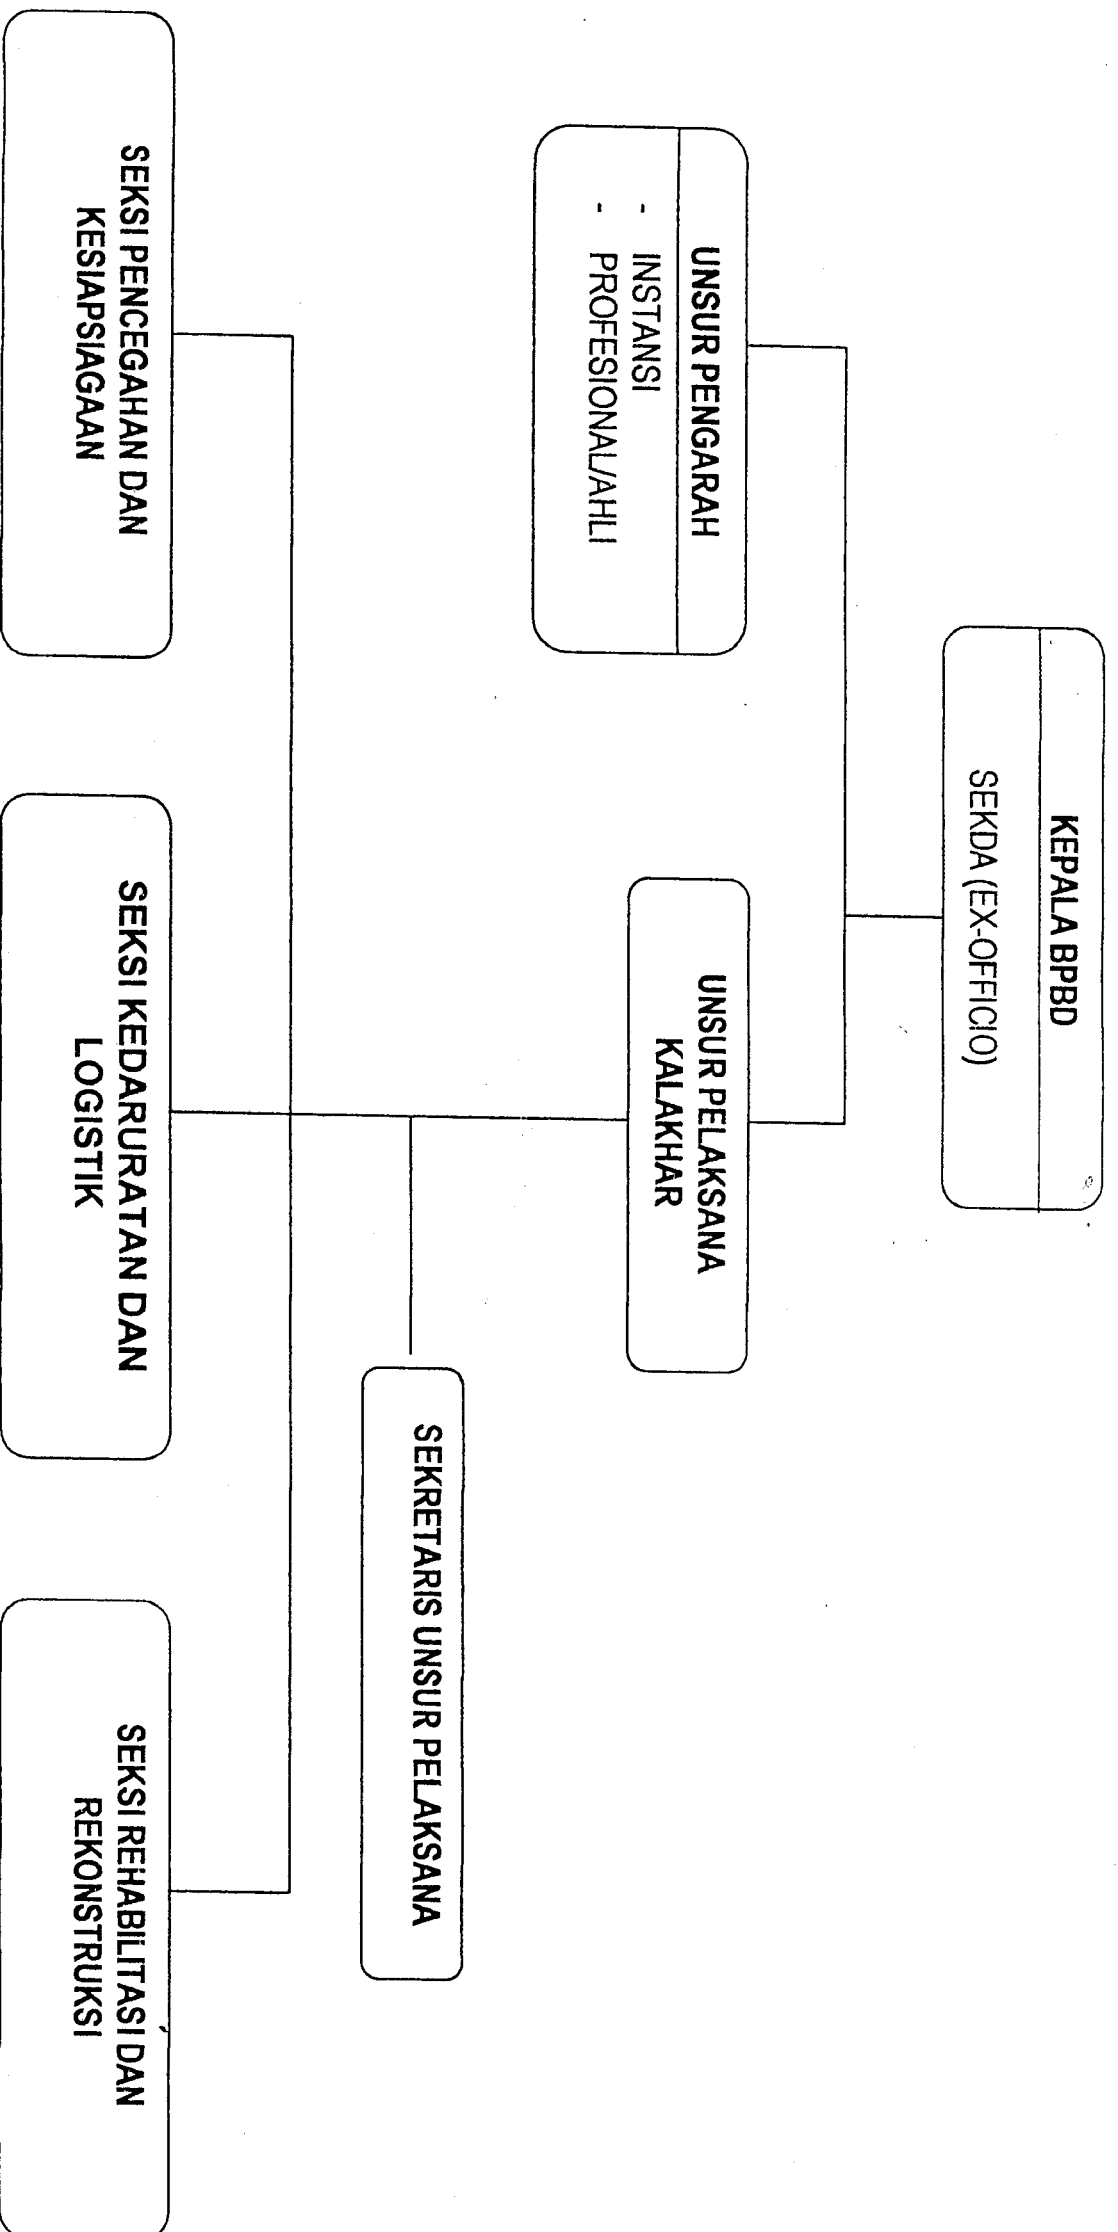 KEPALA BPBD
SEKDA (EX-OFFICIO)
UNSUR PENGARAH
- INSTANSI
- PROFESIONAL/AHLI
UNSUR PELAKSANA
KALAKHAR
SEKRETARIS UNSUR PELAKSANA
SEKSI PENCEGAHAN DAN
KESIAPSIAGAAN
SEKSI KEDARURATAN DAN
LOGISTIK
SEKSI REHABILITASI DAN
REKONSTRUKSI